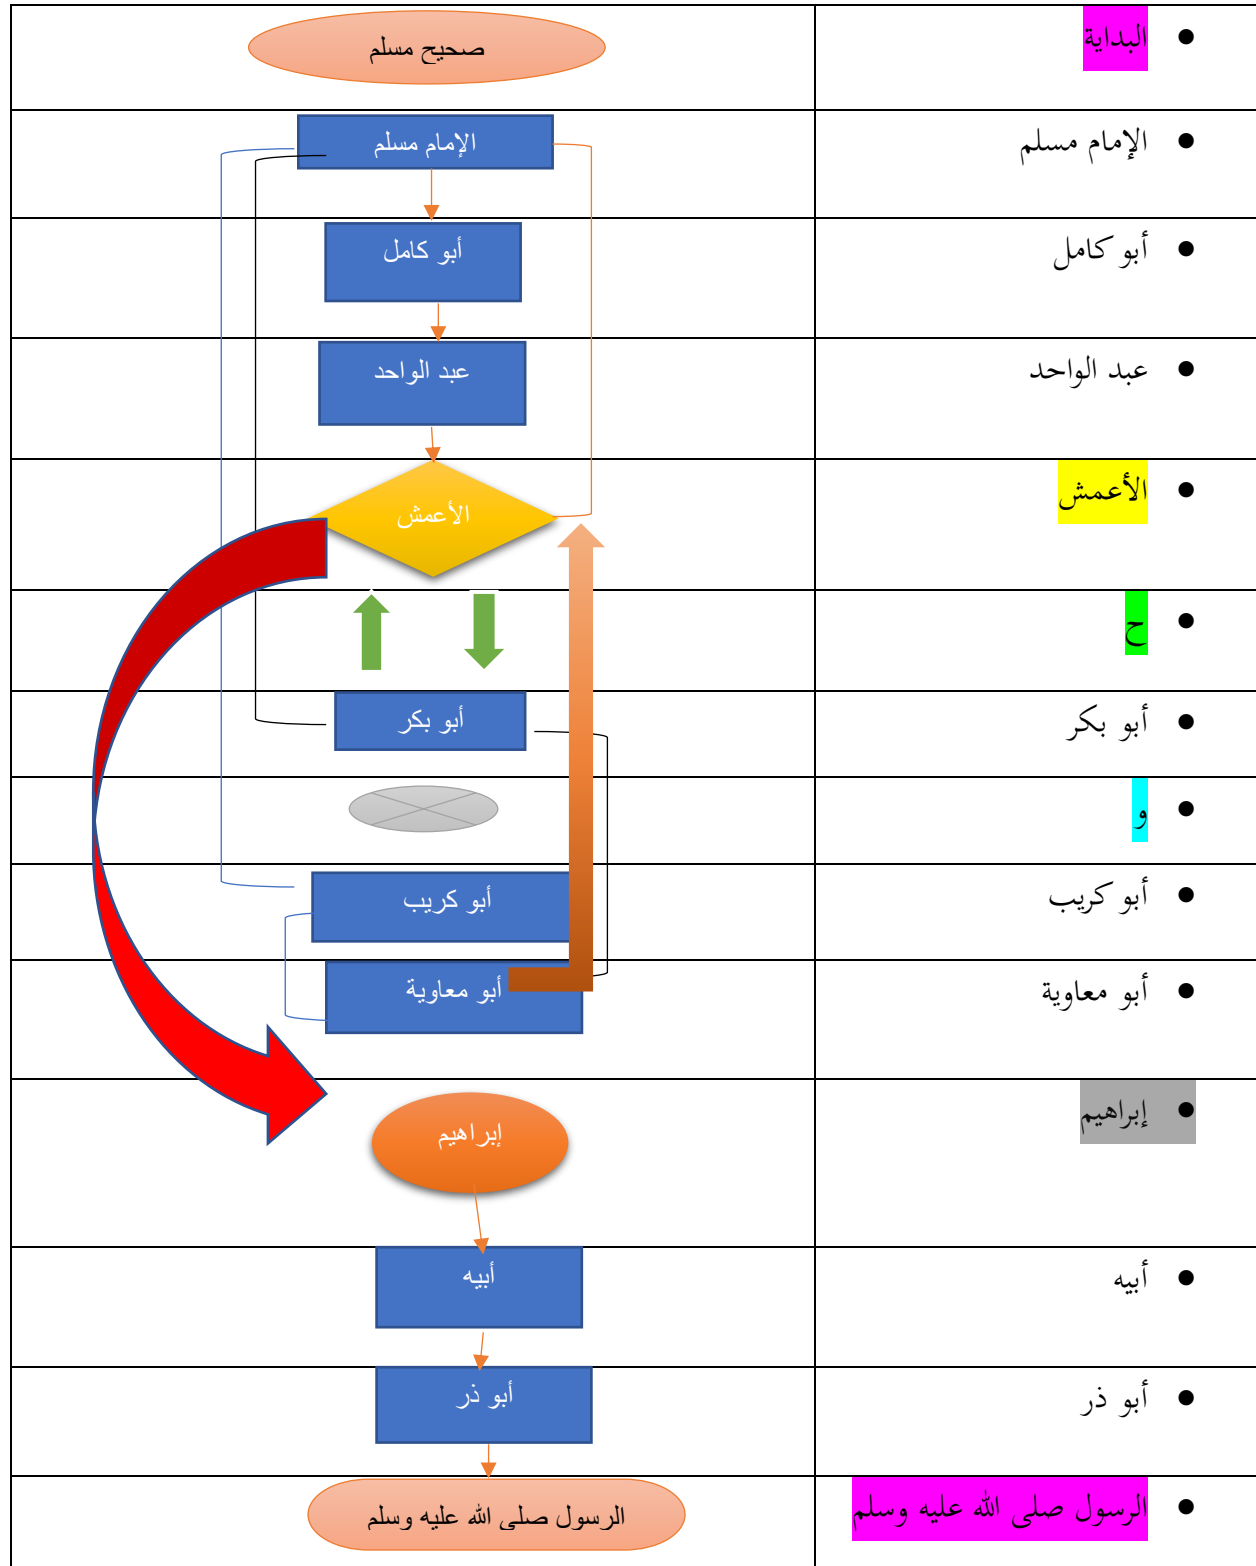 البداية
صحيح مسلم
الإمام مسلم
الإمام مسلم
أبو كامل
أبو كامل
عبد الواحد
عبد الواحد
الأعمش
الأعمش
ح
أبو بكر
أبو بكر
و
أبو كريب
أبو كريب
أبو معاوية
أبو معاوية
إبراهيم
إبراهيم
أبيه
أبيه
أبو ذر
أبو ذر
الرسول صلى الله عليه وسلم
الرسول صلى الله عليه وسلم